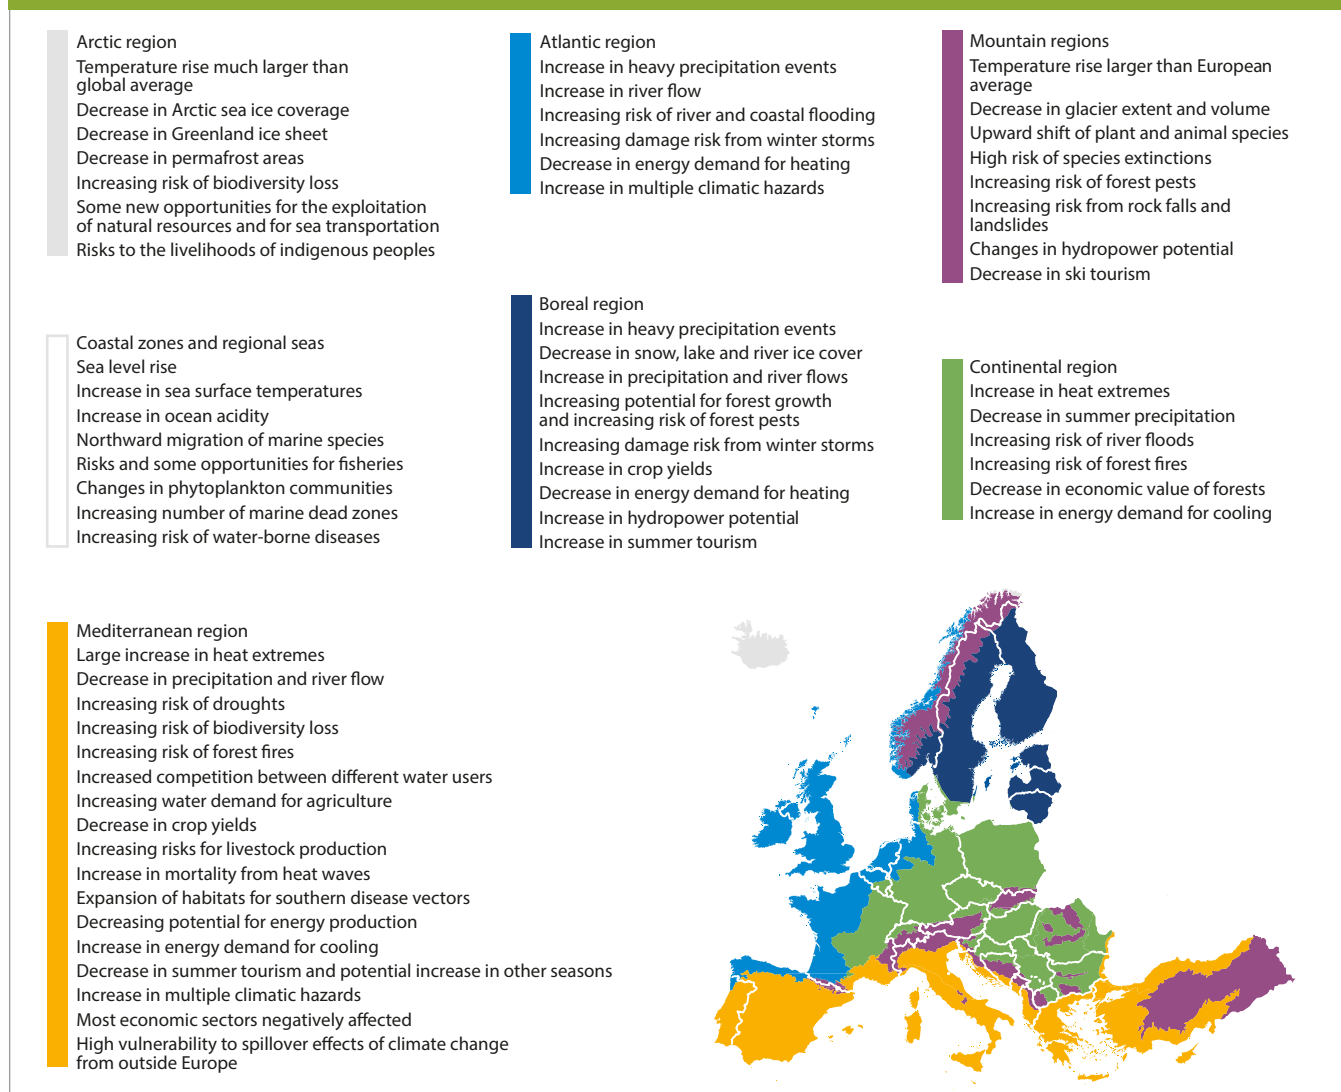 Arctic region
Temperature rise much larger than
global average
Decrease in Arctic sea ice coverage
Decrease in Greenland ice sheet
Decrease in permafrost areas
Increasing risk of biodiversity loss
Some new opportunities for the exploitation
of natural resources and for sea transportation
Risks to the livelihoods of indigenous peoples
Atlantic region
Increase in heavy precipitation events
Increase in river flow
Increasing risk of river and coastal flooding
Increasing damage risk from winter storms
Decrease in energy demand for heating
Increase in multiple climatic hazards
Mountain regions
Temperature rise larger than European
average
Decrease in glacier extent and volume
Upward shift of plant and animal species
High risk of species extinctions
Increasing risk of forest pests
Increasing risk from rock falls and
landslides
Changes in hydropower potential
Decrease in ski tourism
Coastal zones and regional seas
Sea level rise
Increase in sea surface temperatures
Increase in ocean acidity
Northward migration of marine species
Risks and some opportunities for fisheries
Changes in phytoplankton communities
Increasing number of marine dead zones
Increasing risk of water-borne diseases
Boreal region
Increase in heavy precipitation events
Decrease in snow, lake and river ice cover
Increase in precipitation and river flows
Increasing potential for forest growth
and increasing risk of forest pests
Increasing damage risk from winter storms
Increase in crop yields
Decrease in energy demand for heating
Increase in hydropower potential
Increase in summer tourism
Continental region
Increase in heat extremes
Decrease in summer precipitation
Increasing risk of river floods
Increasing risk of forest fires
Decrease in economic value of forests
Increase in energy demand for cooling
Mediterranean region
Large increase in heat extremes
Decrease in precipitation and river flow
Increasing risk of droughts
Increasing risk of biodiversity loss
Increasing risk of forest fires
Increased competition between different water users
Increasing water demand for agriculture
Decrease in crop yields
Increasing risks for livestock production
Increase in mortality from heat waves
Expansion of habitats for southern disease vectors
Decreasing potential for energy production
Increase in energy demand for cooling
Decrease in summer tourism and potential increase in other seasons
Increase in multiple climatic hazards
Most economic sectors negatively affected
High vulnerability to spillover effects of climate change
from outside Europe